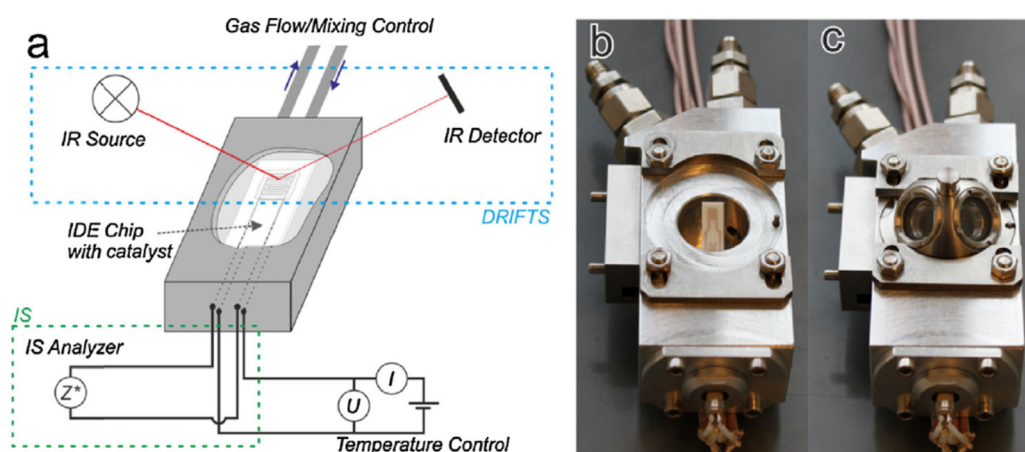 a
Gas Flow/Mixing Control
IR Source
IR Detector
DRIFTS
IDE Chip
with catalyst
IS
IS Analyzer
Z*
I
U
Temperature Control
b
c